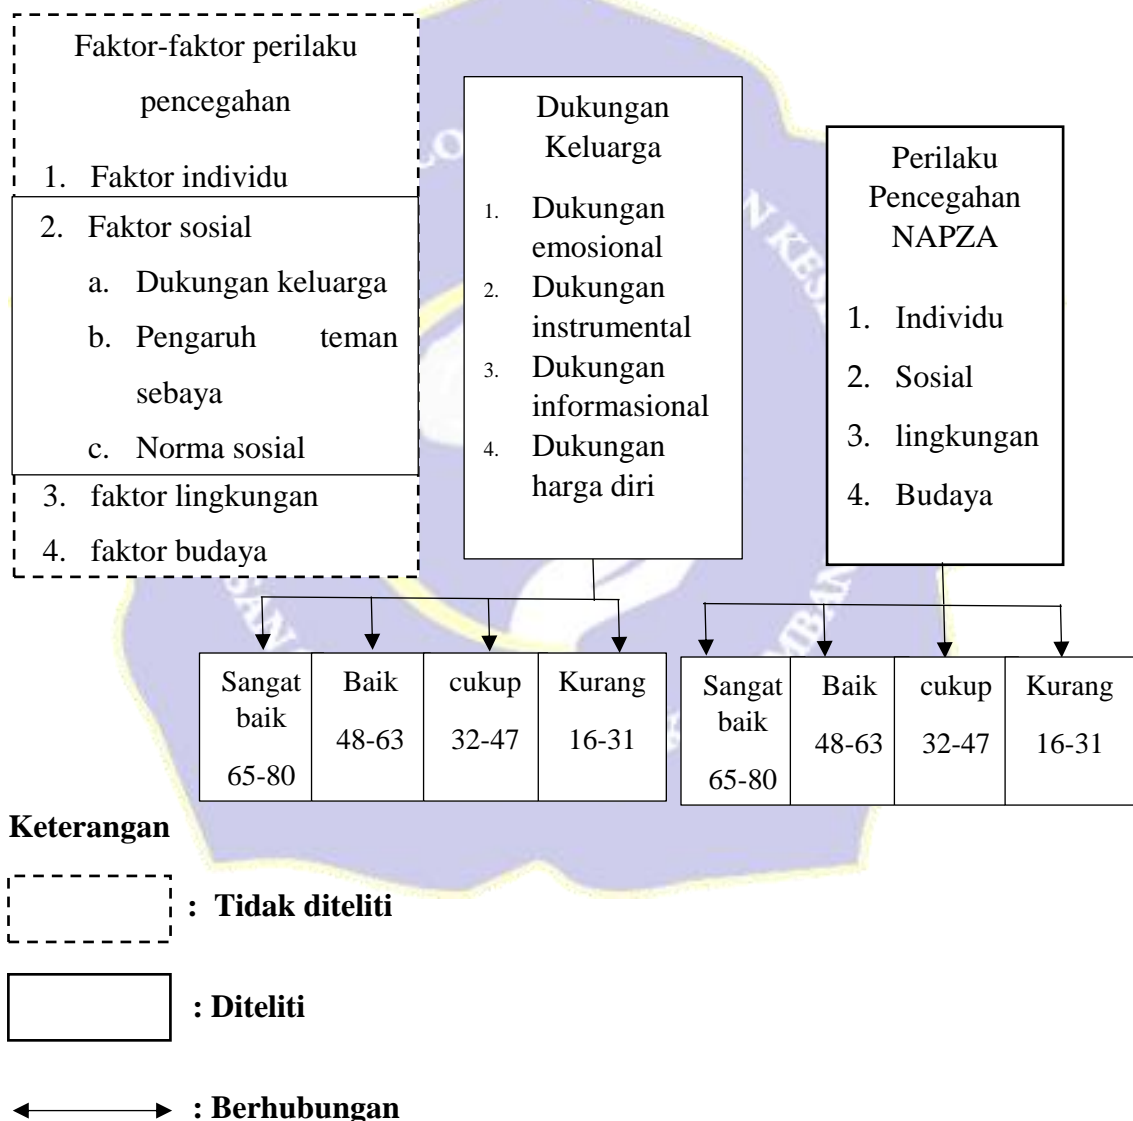 Faktor-faktor perilaku
pencegahan
1. Faktor individu
2. Faktor sosial
a. Dukungan keluarga
b. Pengaruh teman
sebaya
c. Norma sosial
3. faktor lingkungan
4. faktor budaya
Dukungan
Keluarga
1. Dukungan
emosional
2. Dukungan
instrumental
3. Dukungan
informasional
4. Dukungan
harga diri
Perilaku
Pencegahan
NAPZA
1. Individu
2. Sosial
3. lingkungan
4. Budaya
Sangat
baik
65-80
Baik
48-63
cukup
32-47
Kurang
16-31
Sangat
baik
65-80
Baik
48-63
cukup
32-47
Kurang
16-31
Keterangan
: Tidak diteliti
: Diteliti
: Berhubungan